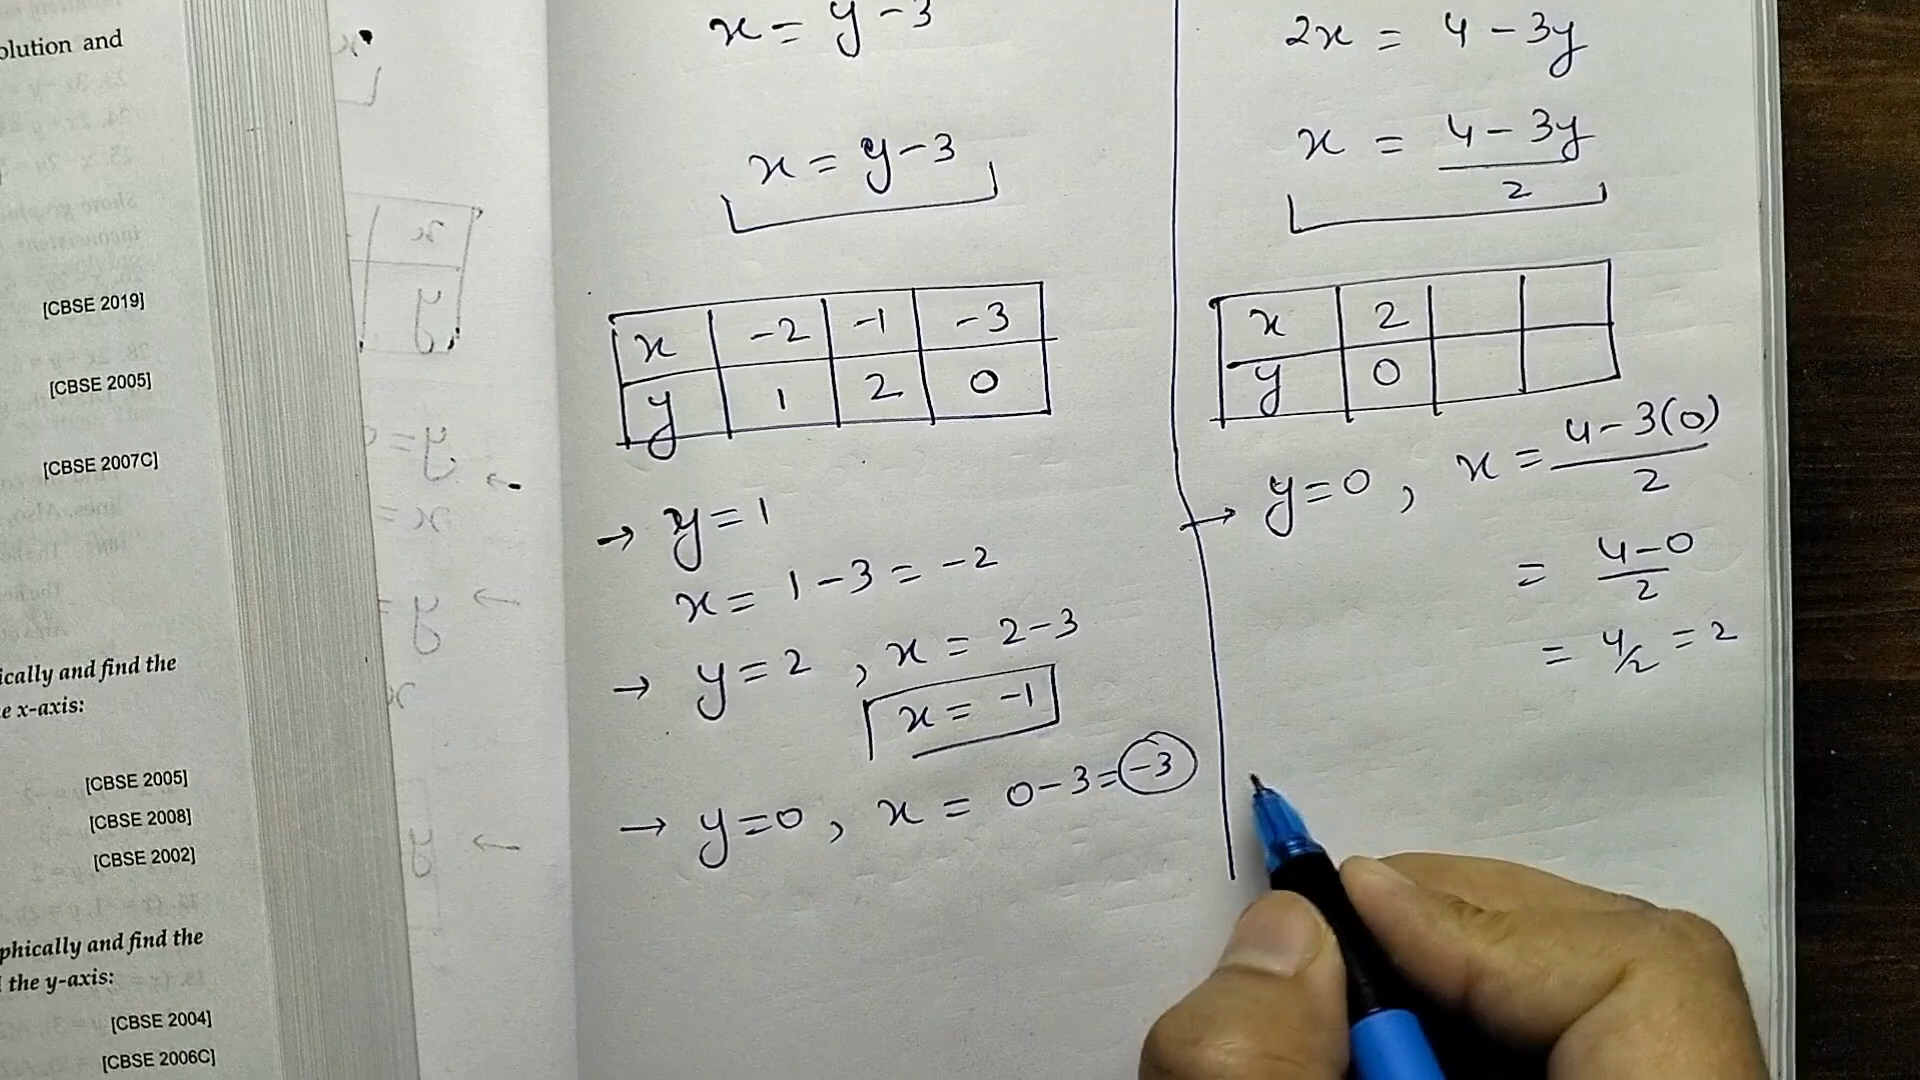 olution and
[CBSE 2019]
[CBSE 2005]
[CBSE 2007C]
ically and find the
e x-axis:
[CBSE 2005]
[CBSE 2008]
[CBSE 2002]
phically and find the
the y-axis:
[CBSE 2004]
[CBSE 2006C]
x = y - 3
x = y - 3
x -2 -1 -3
y 1 2 0
→ y = 1
x = 1 - 3 = -2
→ y = 2 , x = 2 - 3
x = -1
→ y = 0 , x = 0 - 3 = -3
2x = 4 - 3y
x = 4 - 3y
2
x 2
y 0
→ y = 0 , x = 4 - 3(0)
2
= 4 - 0
2
= 4/2 = 2